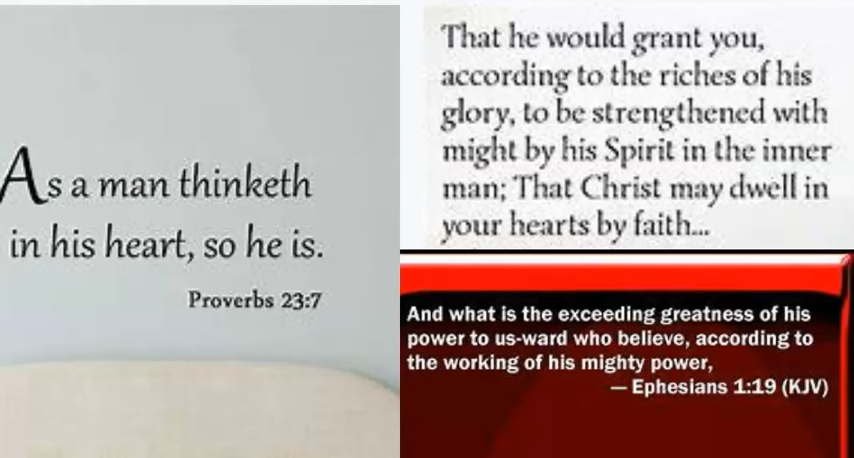 As a man thinketh
in his heart, so he is.
Proverbs 23:7
That he would grant you,
according to the riches of his
glory, to be strengthened with
might by his Spirit in the inner
man; That Christ may dwell in
your hearts by faith...
And what is the exceeding greatness of his
power to us-ward who believe, according to
the working of his mighty power,
— Ephesians 1:19 (KJV)